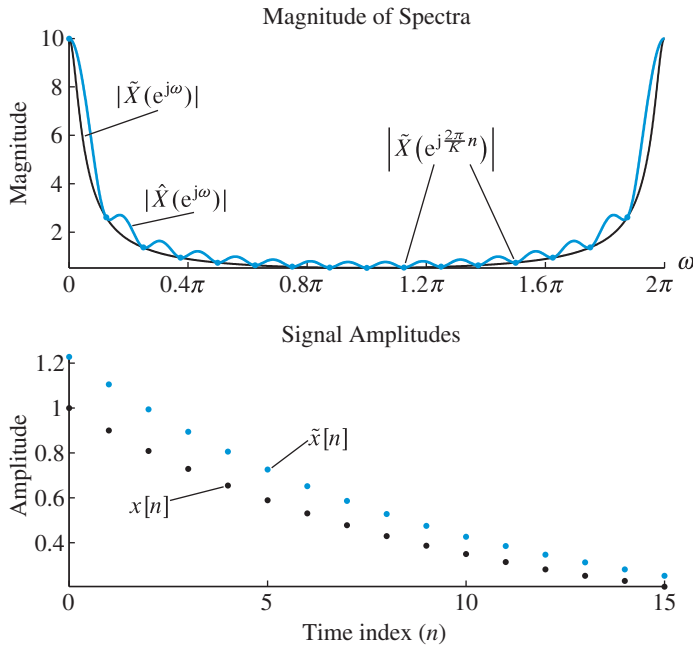 Magnitude of Spectra
Magnitude
10
8
6
4
2
|X̃(e^{jω})|
|X̂(e^{jω})|
|X̃(e^{j\frac{2π}{K}n})|
0 0.4π 0.8π 1.2π 1.6π 2π ω
Signal Amplitudes
Amplitude
1.2
1
0.8
0.6
0.4
x̃[n]
x[n]
0 5 10 15
Time index (n)